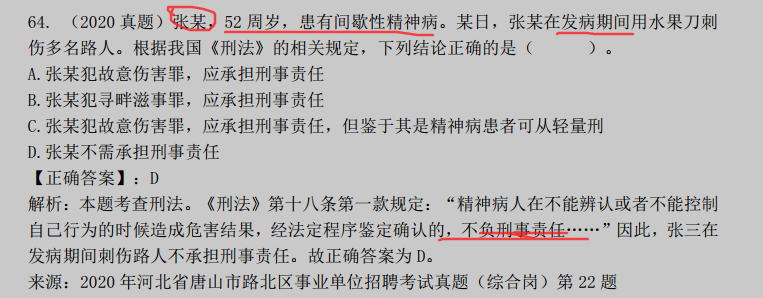 64. （2020 真题）张某，52 周岁，患有间歇性精神病。某日，张某在发病期间用水果刀刺
伤多名路人。根据我国《刑法》的相关规定，下列结论正确的是（　　）。
A.张某犯故意伤害罪，应承担刑事责任
B.张某犯寻衅滋事罪，应承担刑事责任
C.张某犯故意伤害罪，应承担刑事责任，但鉴于其是精神病患者可从轻量刑
D.张某不需承担刑事责任
【正确答案】：D
解析：本题考查刑法。《刑法》第十八条第一款规定：“精神病人在不能辨认或者不能控制
自己行为的时候造成危害结果，经法定程序鉴定确认的，不负刑事责任……”因此，张三在
发病期间刺伤路人不承担刑事责任。故正确答案为 D。
来源：2020 年河北省唐山市路北区事业单位招聘考试真题（综合岗）第 22 题